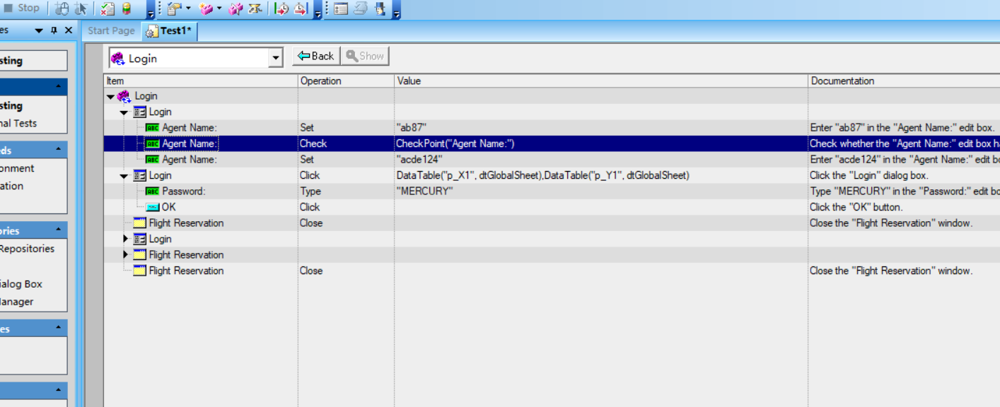 Stop
es
Start Page
Test1*
sting
Login
Back
Show
Item Operation Value Documentation
Login
sting
Login
nal Tests
Agent Name: Set "ab87" Enter "ab87" in the "Agent Name:" edit box.
Agent Name: Check CheckPoint("Agent Name:") Check whether the "Agent Name:" edit box ha
eds
Agent Name: Set "acde124" Enter "acde124" in the "Agent Name:" edit bo
onment
Login Click DataTable("p_X1", dtGlobalSheet),DataTable("p_Y1", dtGlobalSheet) Click the "Login" dialog box.
ation
Password: Type "MERCURY" Type "MERCURY" in the "Password:" edit bo
OK Click Click the "OK" button.
Flight Reservation Close Close the "Flight Reservation" window.
ories
Login
Repositories
Flight Reservation
Flight Reservation Close Close the "Flight Reservation" window.
ialog Box
Manager
es